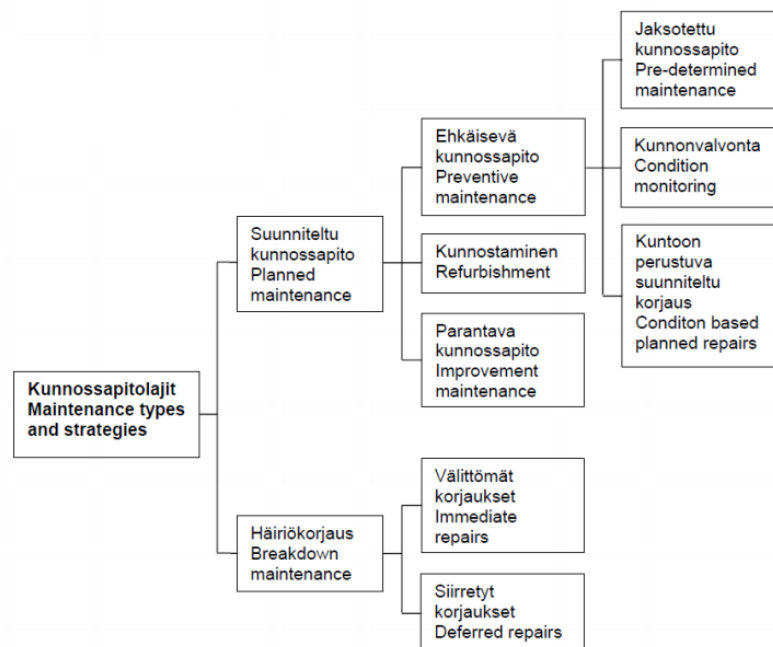 Kunnossapitolajit
Maintenance types
and strategies
Suunniteltu
kunnossapito
Planned
maintenance
Ehkäisevä
kunnossapito
Preventive
maintenance
Jaksotettu
kunnossapito
Pre-determined
maintenance
Kunnonvalvonta
Condition
monitoring
Kuntoon
perustuva
suunniteltu
korjaus
Conditon based
planned repairs
Kunnostaminen
Refurbishment
Parantava
kunnossapito
Improvement
maintenance
Häiriökorjaus
Breakdown
maintenance
Välittömät
korjaukset
Immediate
repairs
Siirretyt
korjaukset
Deferred repairs